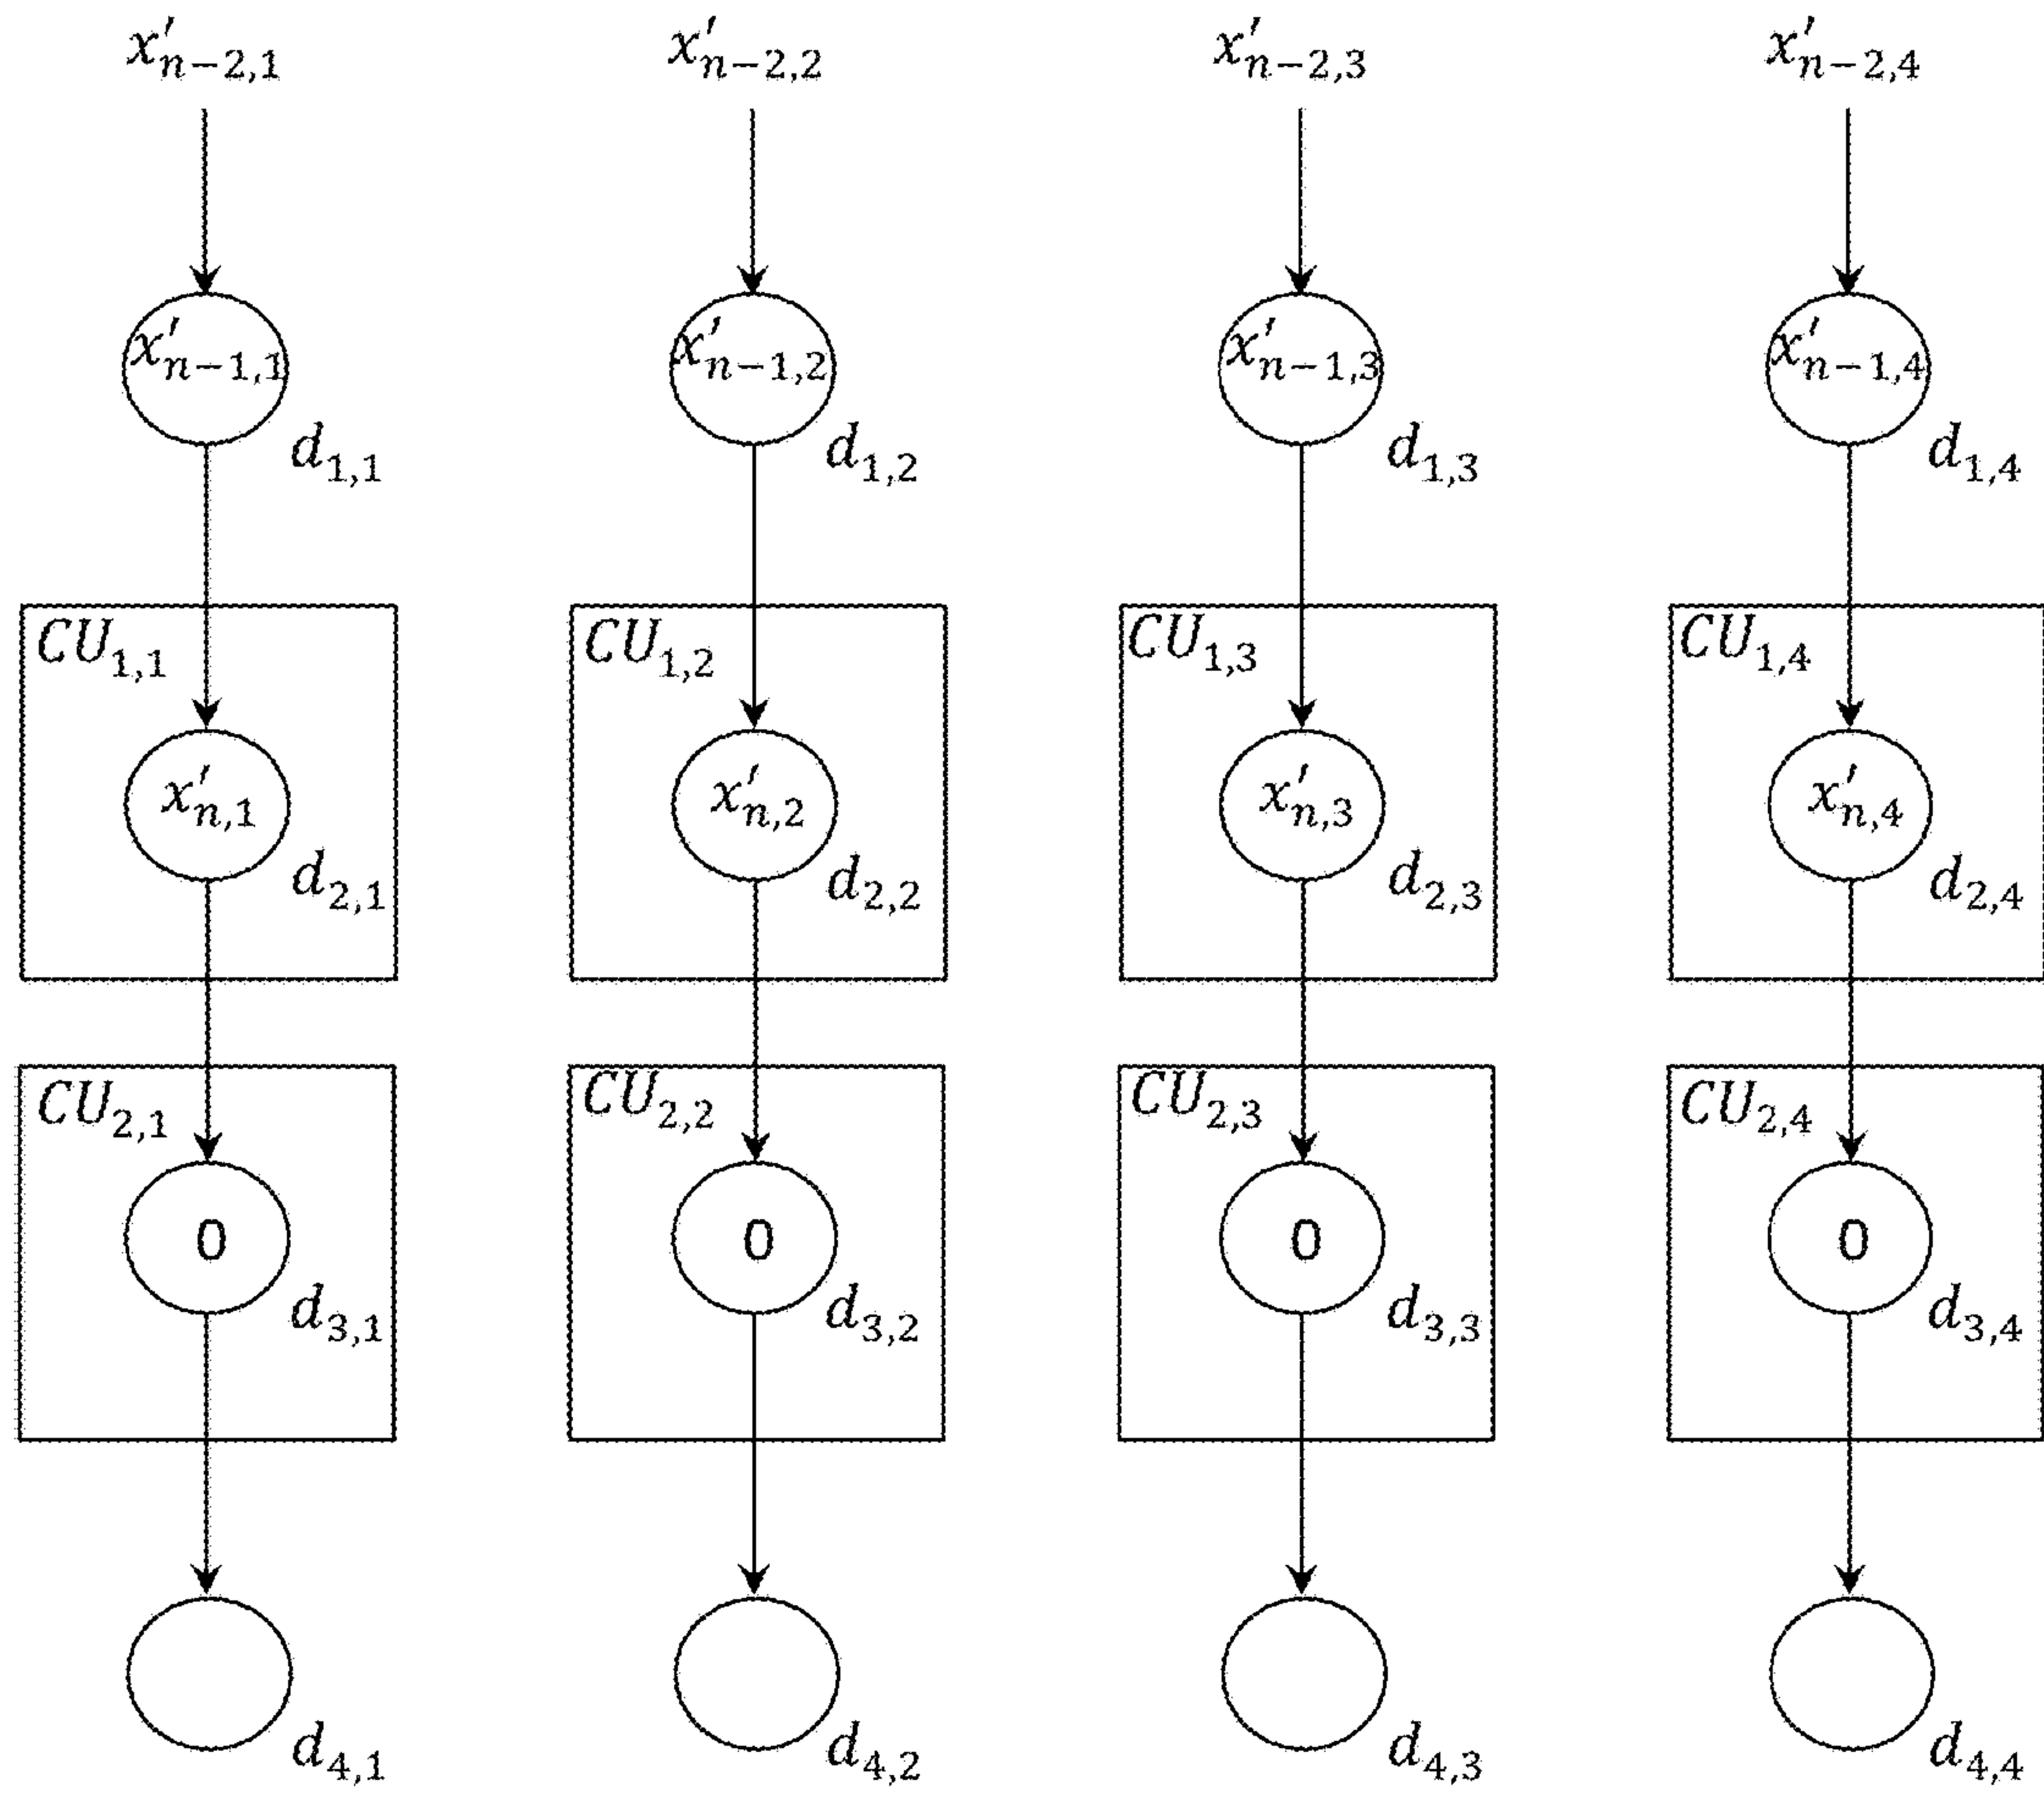 x′n−2,1 x′n−2,2 x′n−2,3 x′n−2,4
x′n−1,1 x′n−1,2 x′n−1,3 x′n−1,4
d1,1 d1,2 d1,3 d1,4
CU1,1 CU1,2 CU1,3 CU1,4
x′n,1 x′n,2 x′n,3 x′n,4
d2,1 d2,2 d2,3 d2,4
CU2,1 CU2,2 CU2,3 CU2,4
0 0 0 0
d3,1 d3,2 d3,3 d3,4
d4,1 d4,2 d4,3 d4,4